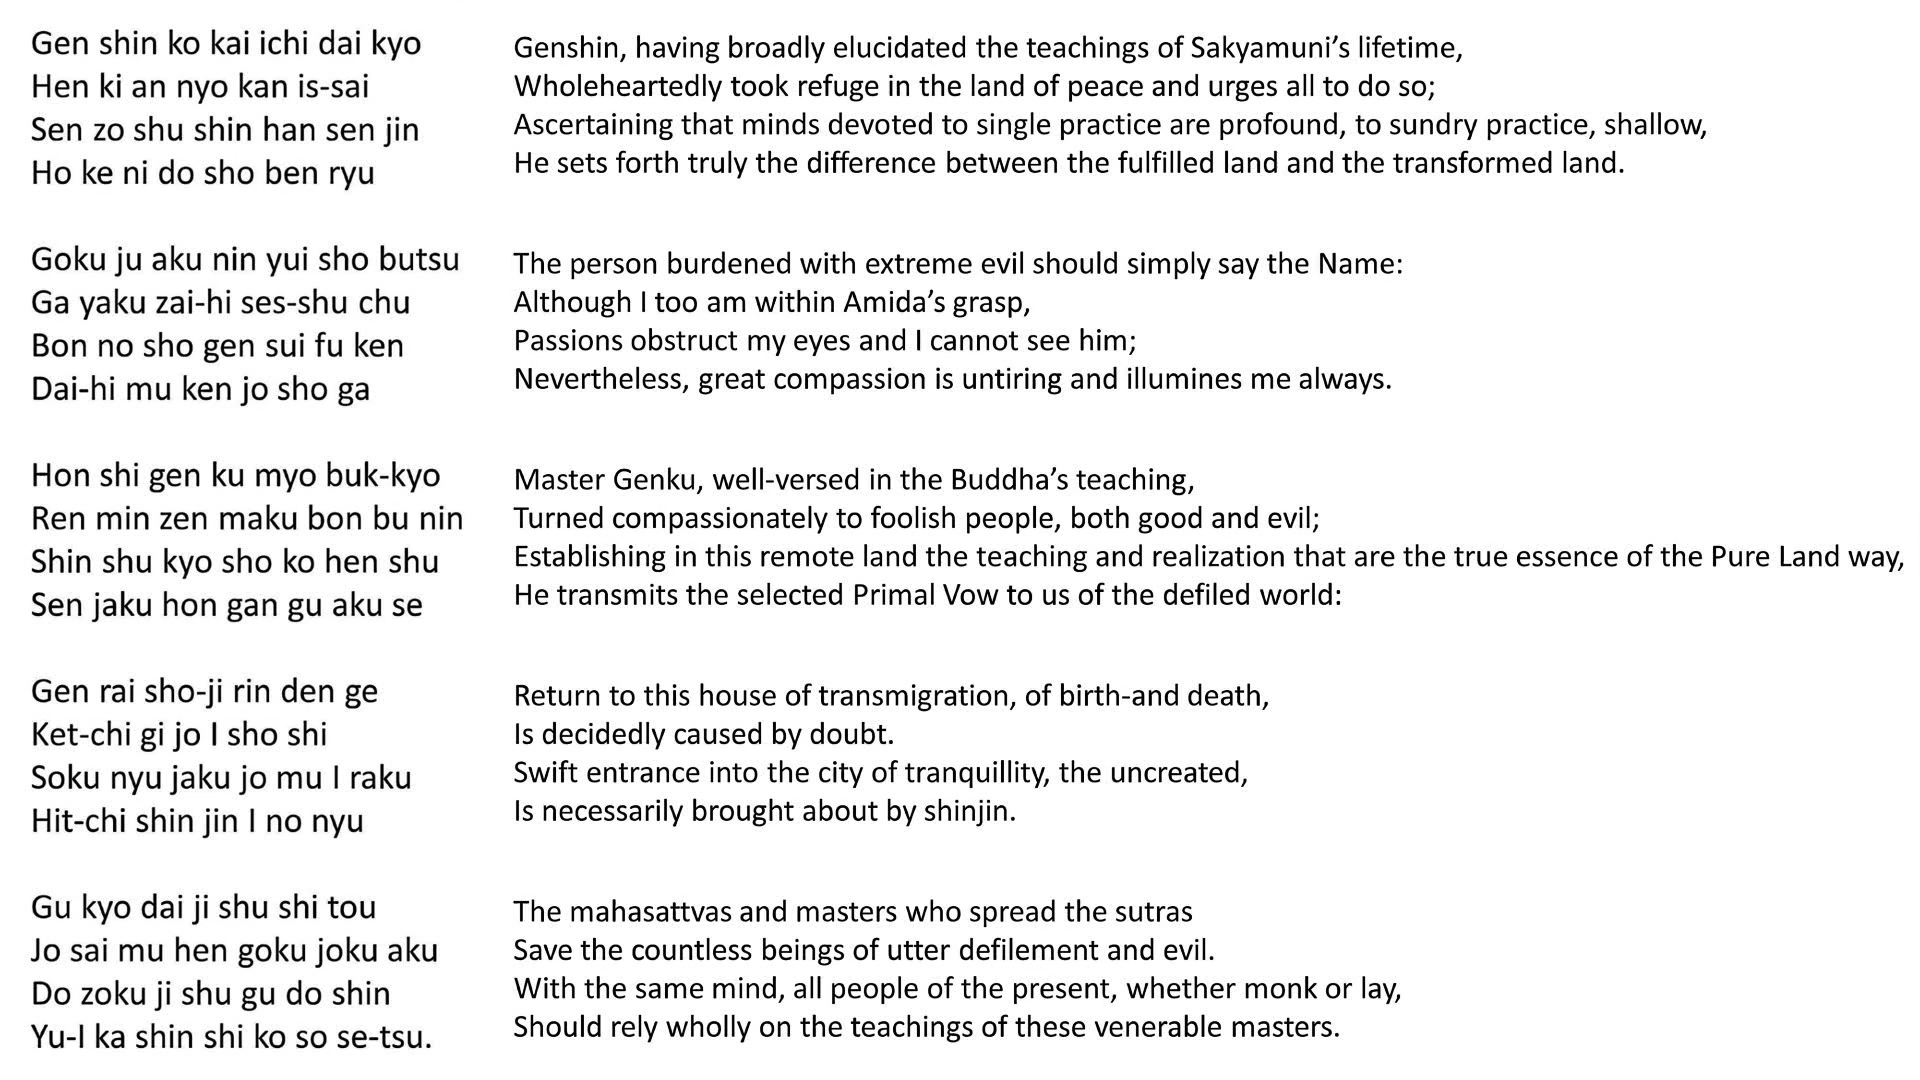 Gen shin ko kai ichi dai kyo
Hen ki an nyo kan is-sai
Sen zo shu shin han sen jin
Ho ke ni do sho ben ryu
Genshin, having broadly elucidated the teachings of Sakyamuni’s lifetime,
Wholeheartedly took refuge in the land of peace and urges all to do so;
Ascertaining that minds devoted to single practice are profound, to sundry practice, shallow,
He sets forth truly the difference between the fulfilled land and the transformed land.
Goku ju aku nin yui sho butsu
Ga yaku zai-hi ses-shu chu
Bon no sho gen sui fu ken
Dai-hi mu ken jo sho ga
The person burdened with extreme evil should simply say the Name:
Although I too am within Amida’s grasp,
Passions obstruct my eyes and I cannot see him;
Nevertheless, great compassion is untiring and illumines me always.
Hon shi gen ku myo buk-kyo
Ren min zen maku bon bu nin
Shin shu kyo sho ko hen shu
Sen jaku hon gan gu aku se
Master Genku, well-versed in the Buddha’s teaching,
Turned compassionately to foolish people, both good and evil;
Establishing in this remote land the teaching and realization that are the true essence of the Pure Land way,
He transmits the selected Primal Vow to us of the defiled world:
Gen rai sho-ji rin den ge
Ket-chi gi jo I sho shi
Soku nyu jaku jo mu I raku
Hit-chi shin jin I no nyu
Return to this house of transmigration, of birth-and death,
Is decidedly caused by doubt.
Swift entrance into the city of tranquillity, the uncreated,
Is necessarily brought about by shinjin.
Gu kyo dai ji shu shi tou
Jo sai mu hen goku joku aku
Do zoku ji shu gu do shin
Yu-I ka shin shi ko so se-tsu.
The mahasattvas and masters who spread the sutras
Save the countless beings of utter defilement and evil.
With the same mind, all people of the present, whether monk or lay,
Should rely wholly on the teachings of these venerable masters.